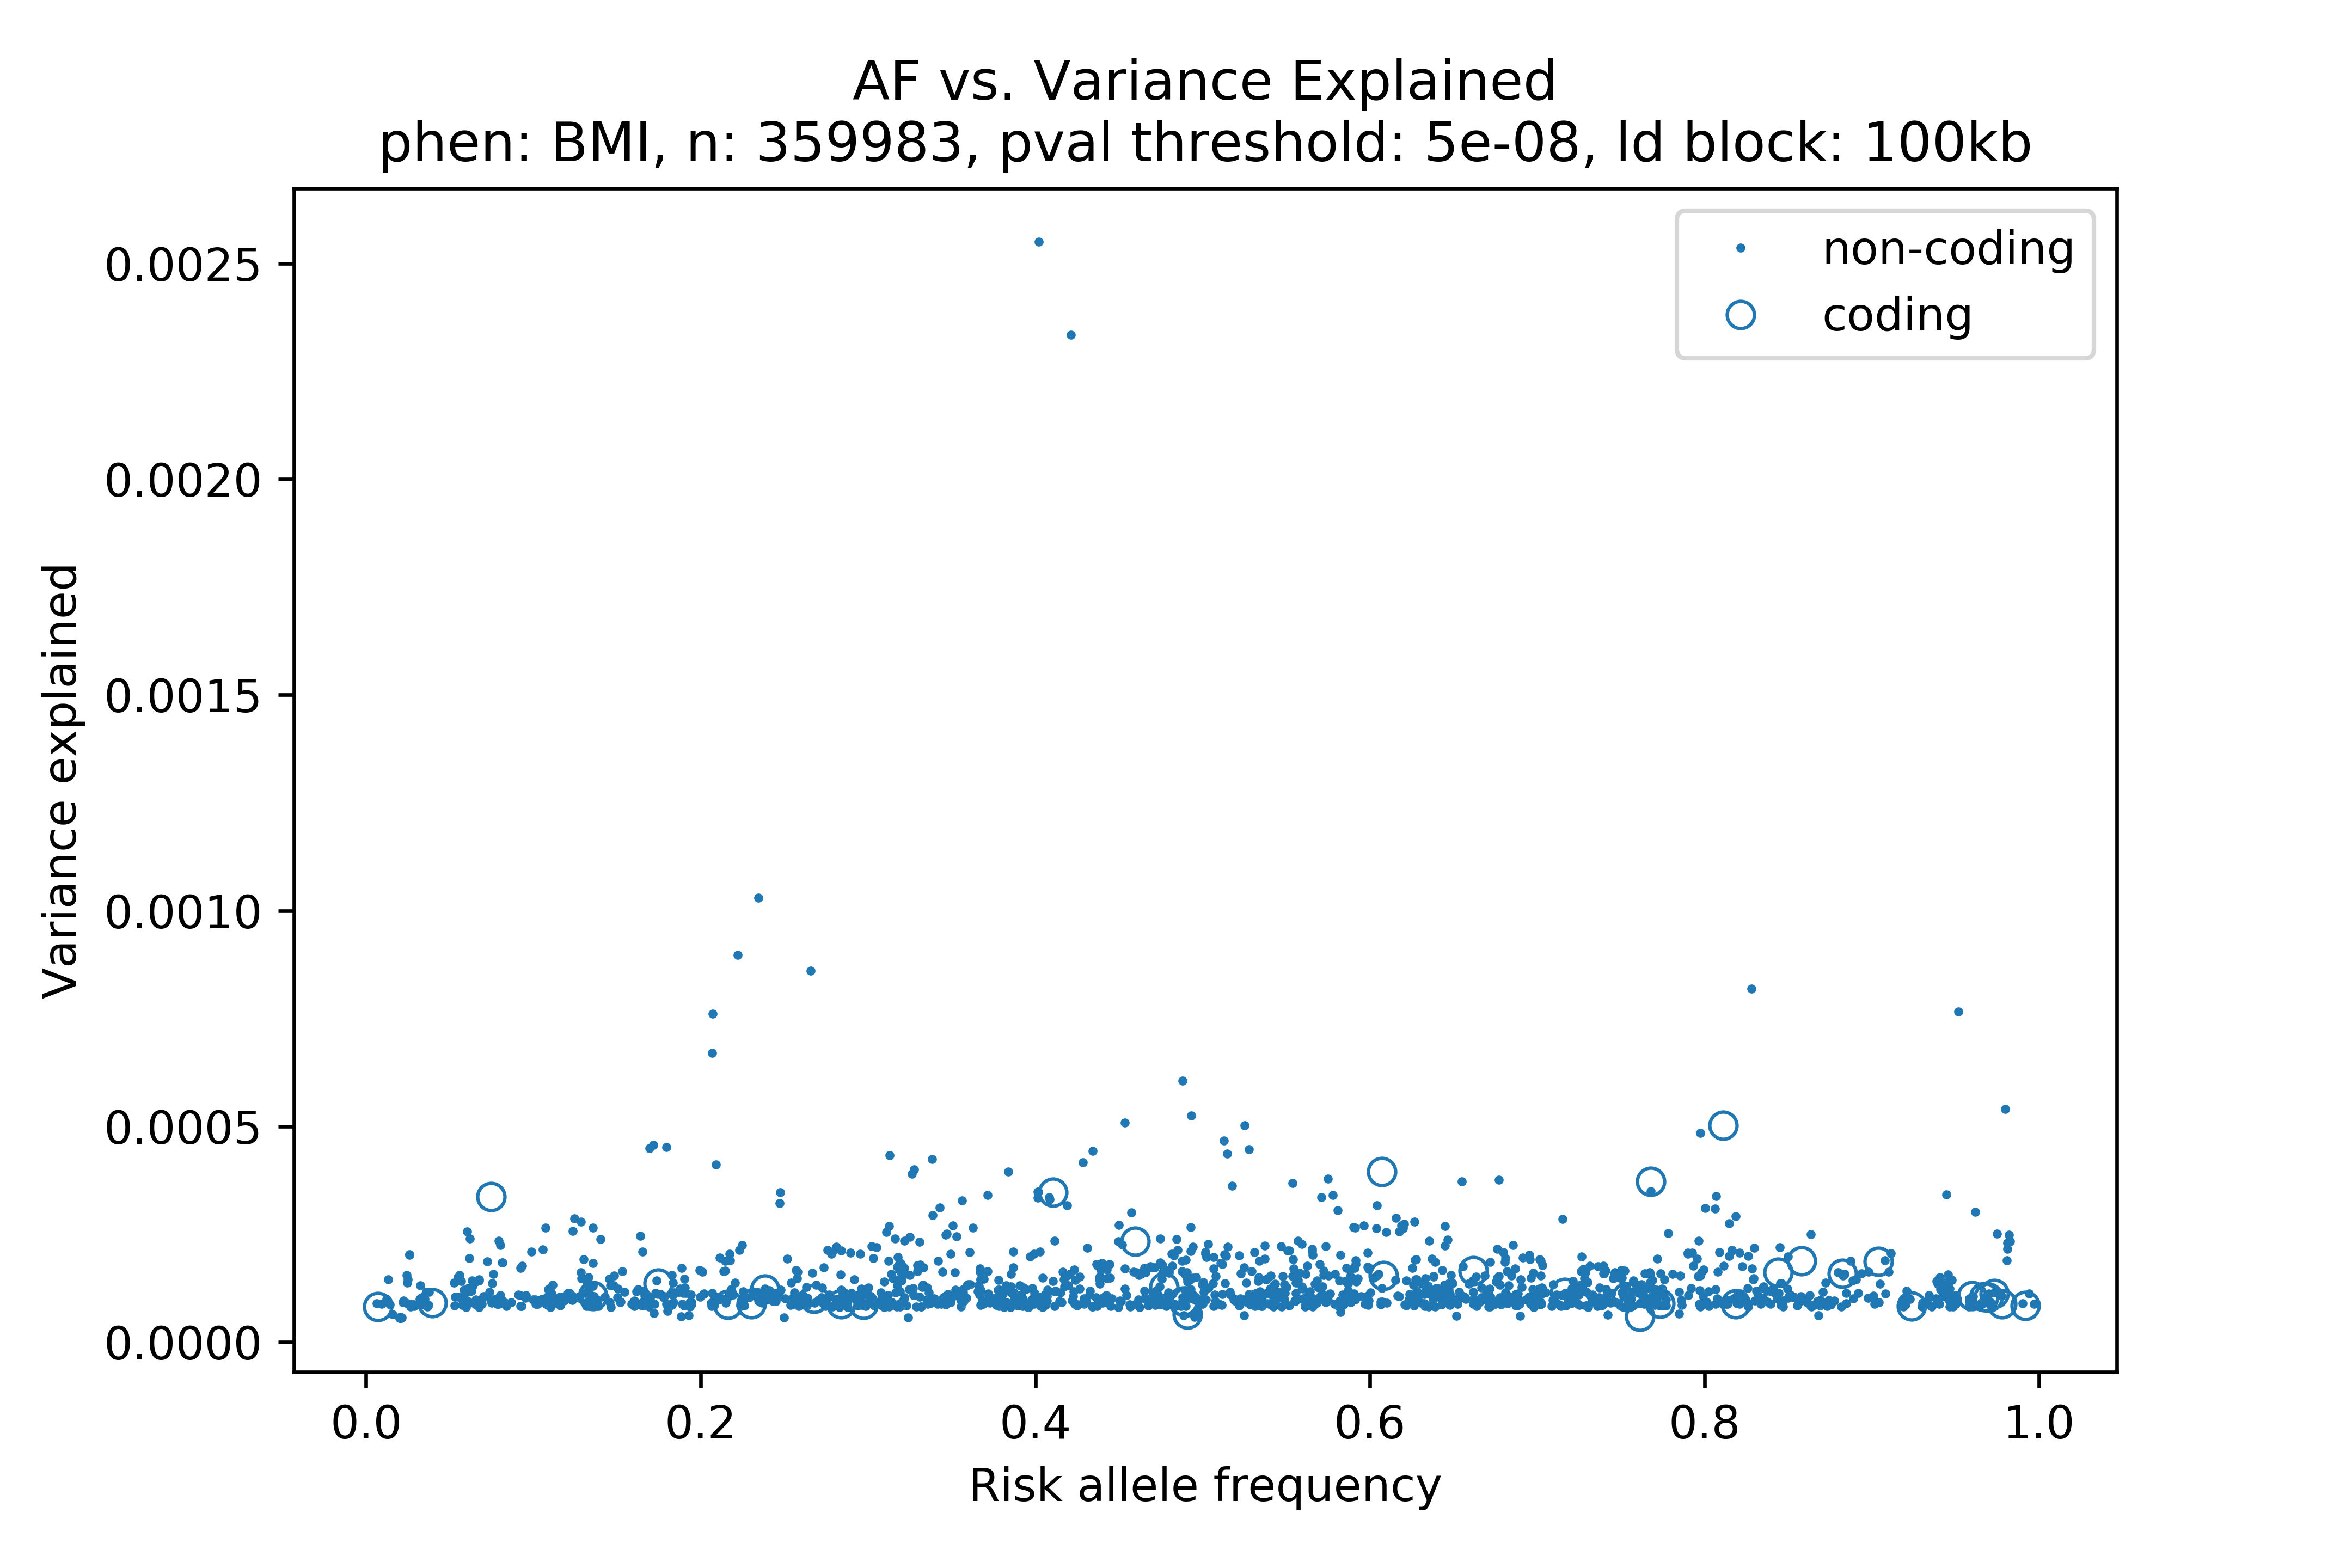 AF vs. Variance Explained
phen: BMI, n: 359983, pval threshold: 5e-08, ld block: 100kb
non-coding
coding
0.0025
0.0020
0.0015
0.0010
0.0005
0.0000
Variance explained
0.0 0.2 0.4 0.6 0.8 1.0
Risk allele frequency